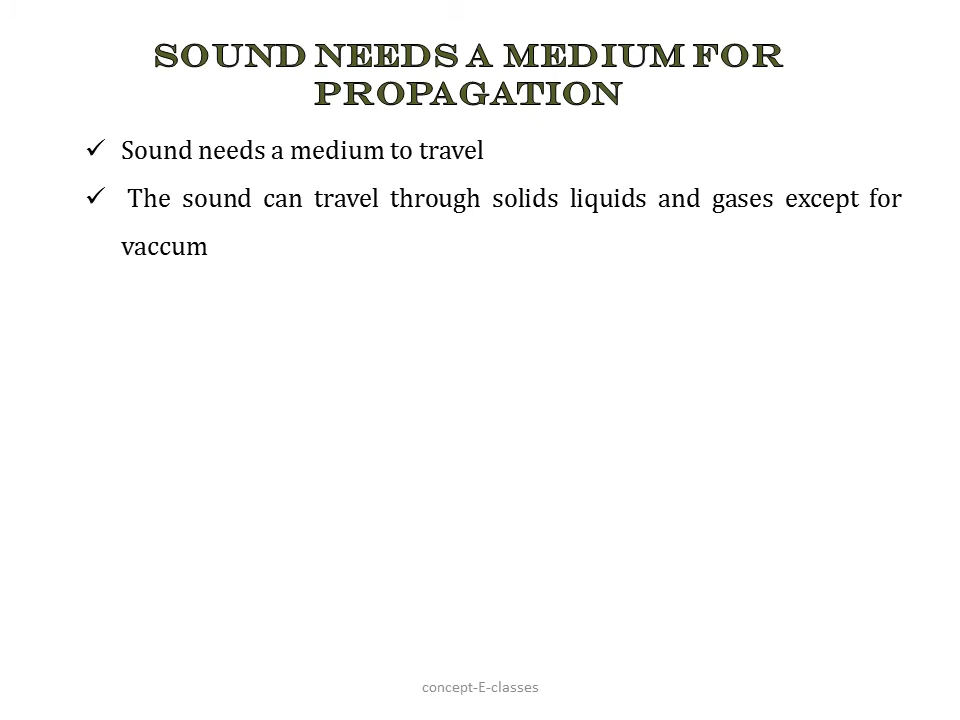 SOUND NEEDS A MEDIUM FOR
PROPAGATION
✓ Sound needs a medium to travel
✓ The sound can travel through solids liquids and gases except for
vaccum
concept-E-classes